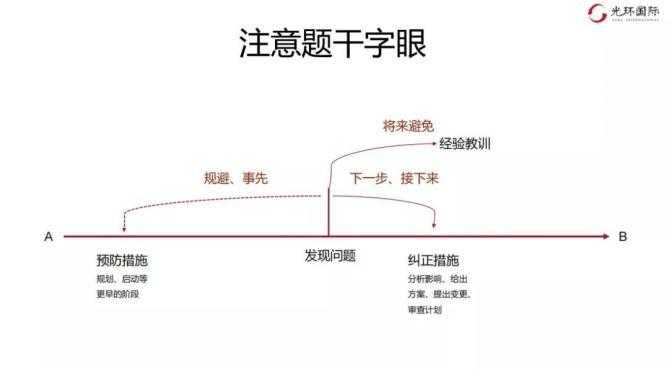 光环国际
注意题干字眼
将来避免
经验教训
规避、事先
下一步、接下来
A
B
预防措施
规划、启动等
更早的阶段
发现问题
纠正措施
分析影响、给出
方案、提出变更、
审查计划